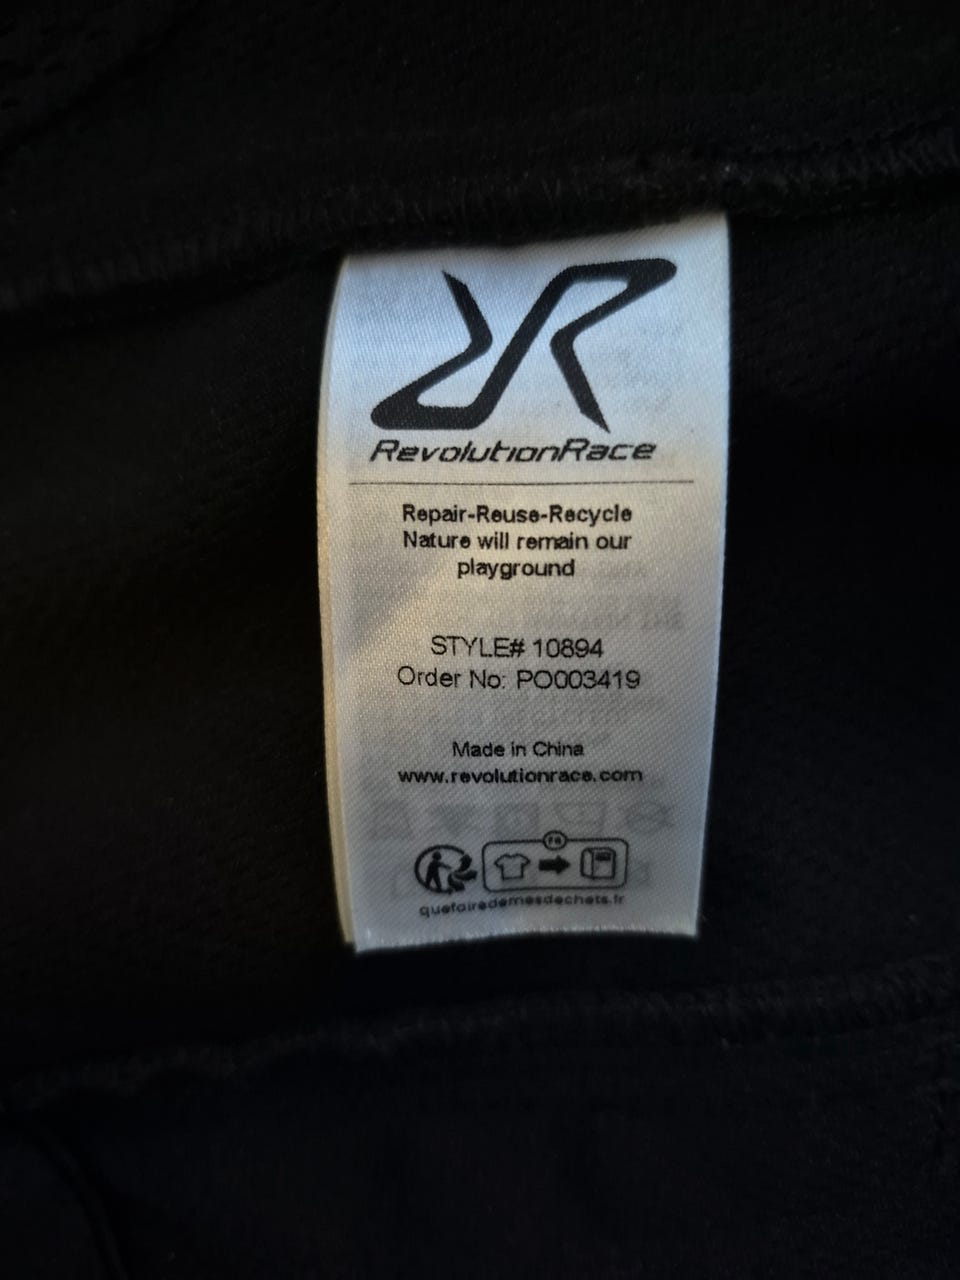 RevolutionRace
Repair-Reuse-Recycle
Nature will remain our
playground
STYLE# 10894
Order No: PO003419
Made in China
www.revolutionrace.com
FR
quefairedemesdechets.fr